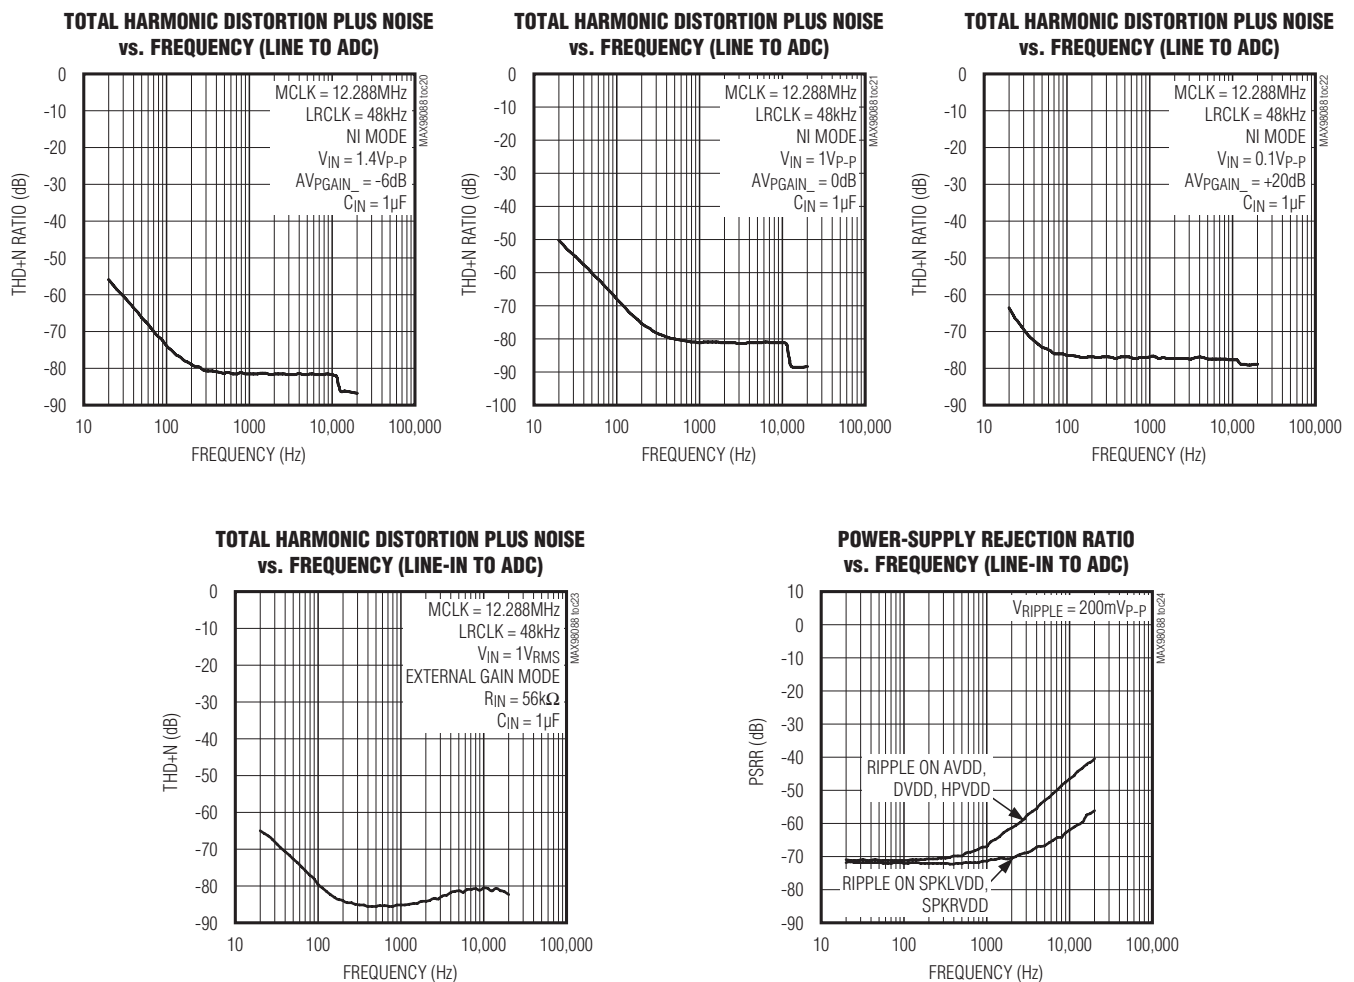 TOTAL HARMONIC DISTORTION PLUS NOISE
vs. FREQUENCY (LINE TO ADC)
MAX98088 toc20
0
-10
-20
-30
-40
-50
-60
-70
-80
-90
THD+N RATIO (dB)
MCLK = 12.288MHz
LRCLK = 48kHz
NI MODE
VIN = 1.4VP-P
AVPGAIN_ = -6dB
CIN = 1µF
10
100
1000
10,000
100,000
FREQUENCY (Hz)
TOTAL HARMONIC DISTORTION PLUS NOISE
vs. FREQUENCY (LINE TO ADC)
MAX98088 toc21
0
-10
-20
-30
-40
-50
-60
-70
-80
-90
-100
THD+N RATIO (dB)
MCLK = 12.288MHz
LRCLK = 48kHz
NI MODE
VIN = 1VP-P
AVPGAIN_ = 0dB
CIN = 1µF
10
100
1000
10,000
100,000
FREQUENCY (Hz)
TOTAL HARMONIC DISTORTION PLUS NOISE
vs. FREQUENCY (LINE TO ADC)
MAX98088 toc22
0
-10
-20
-30
-40
-50
-60
-70
-80
-90
THD+N RATIO (dB)
MCLK = 12.288MHz
LRCLK = 48kHz
NI MODE
VIN = 0.1VP-P
AVPGAIN_ = +20dB
CIN = 1µF
10
100
1000
10,000
100,000
FREQUENCY (Hz)
TOTAL HARMONIC DISTORTION PLUS NOISE
vs. FREQUENCY (LINE-IN TO ADC)
MAX98088 toc23
0
-10
-20
-30
-40
-50
-60
-70
-80
-90
THD+N (dB)
MCLK = 12.288MHz
LRCLK = 48kHz
VIN = 1VRMS
EXTERNAL GAIN MODE
RIN = 56kΩ
CIN = 1µF
10
100
1000
10,000
100,000
FREQUENCY (Hz)
POWER-SUPPLY REJECTION RATIO
vs. FREQUENCY (LINE-IN TO ADC)
MAX98088 toc24
10
0
-10
-20
-30
-40
-50
-60
-70
-80
-90
PSRR (dB)
VRIPPLE = 200mVP-P
RIPPLE ON AVDD,
DVDD, HPVDD
RIPPLE ON SPKLVDD,
SPKRVDD
10
100
1000
10,000
100,000
FREQUENCY (Hz)